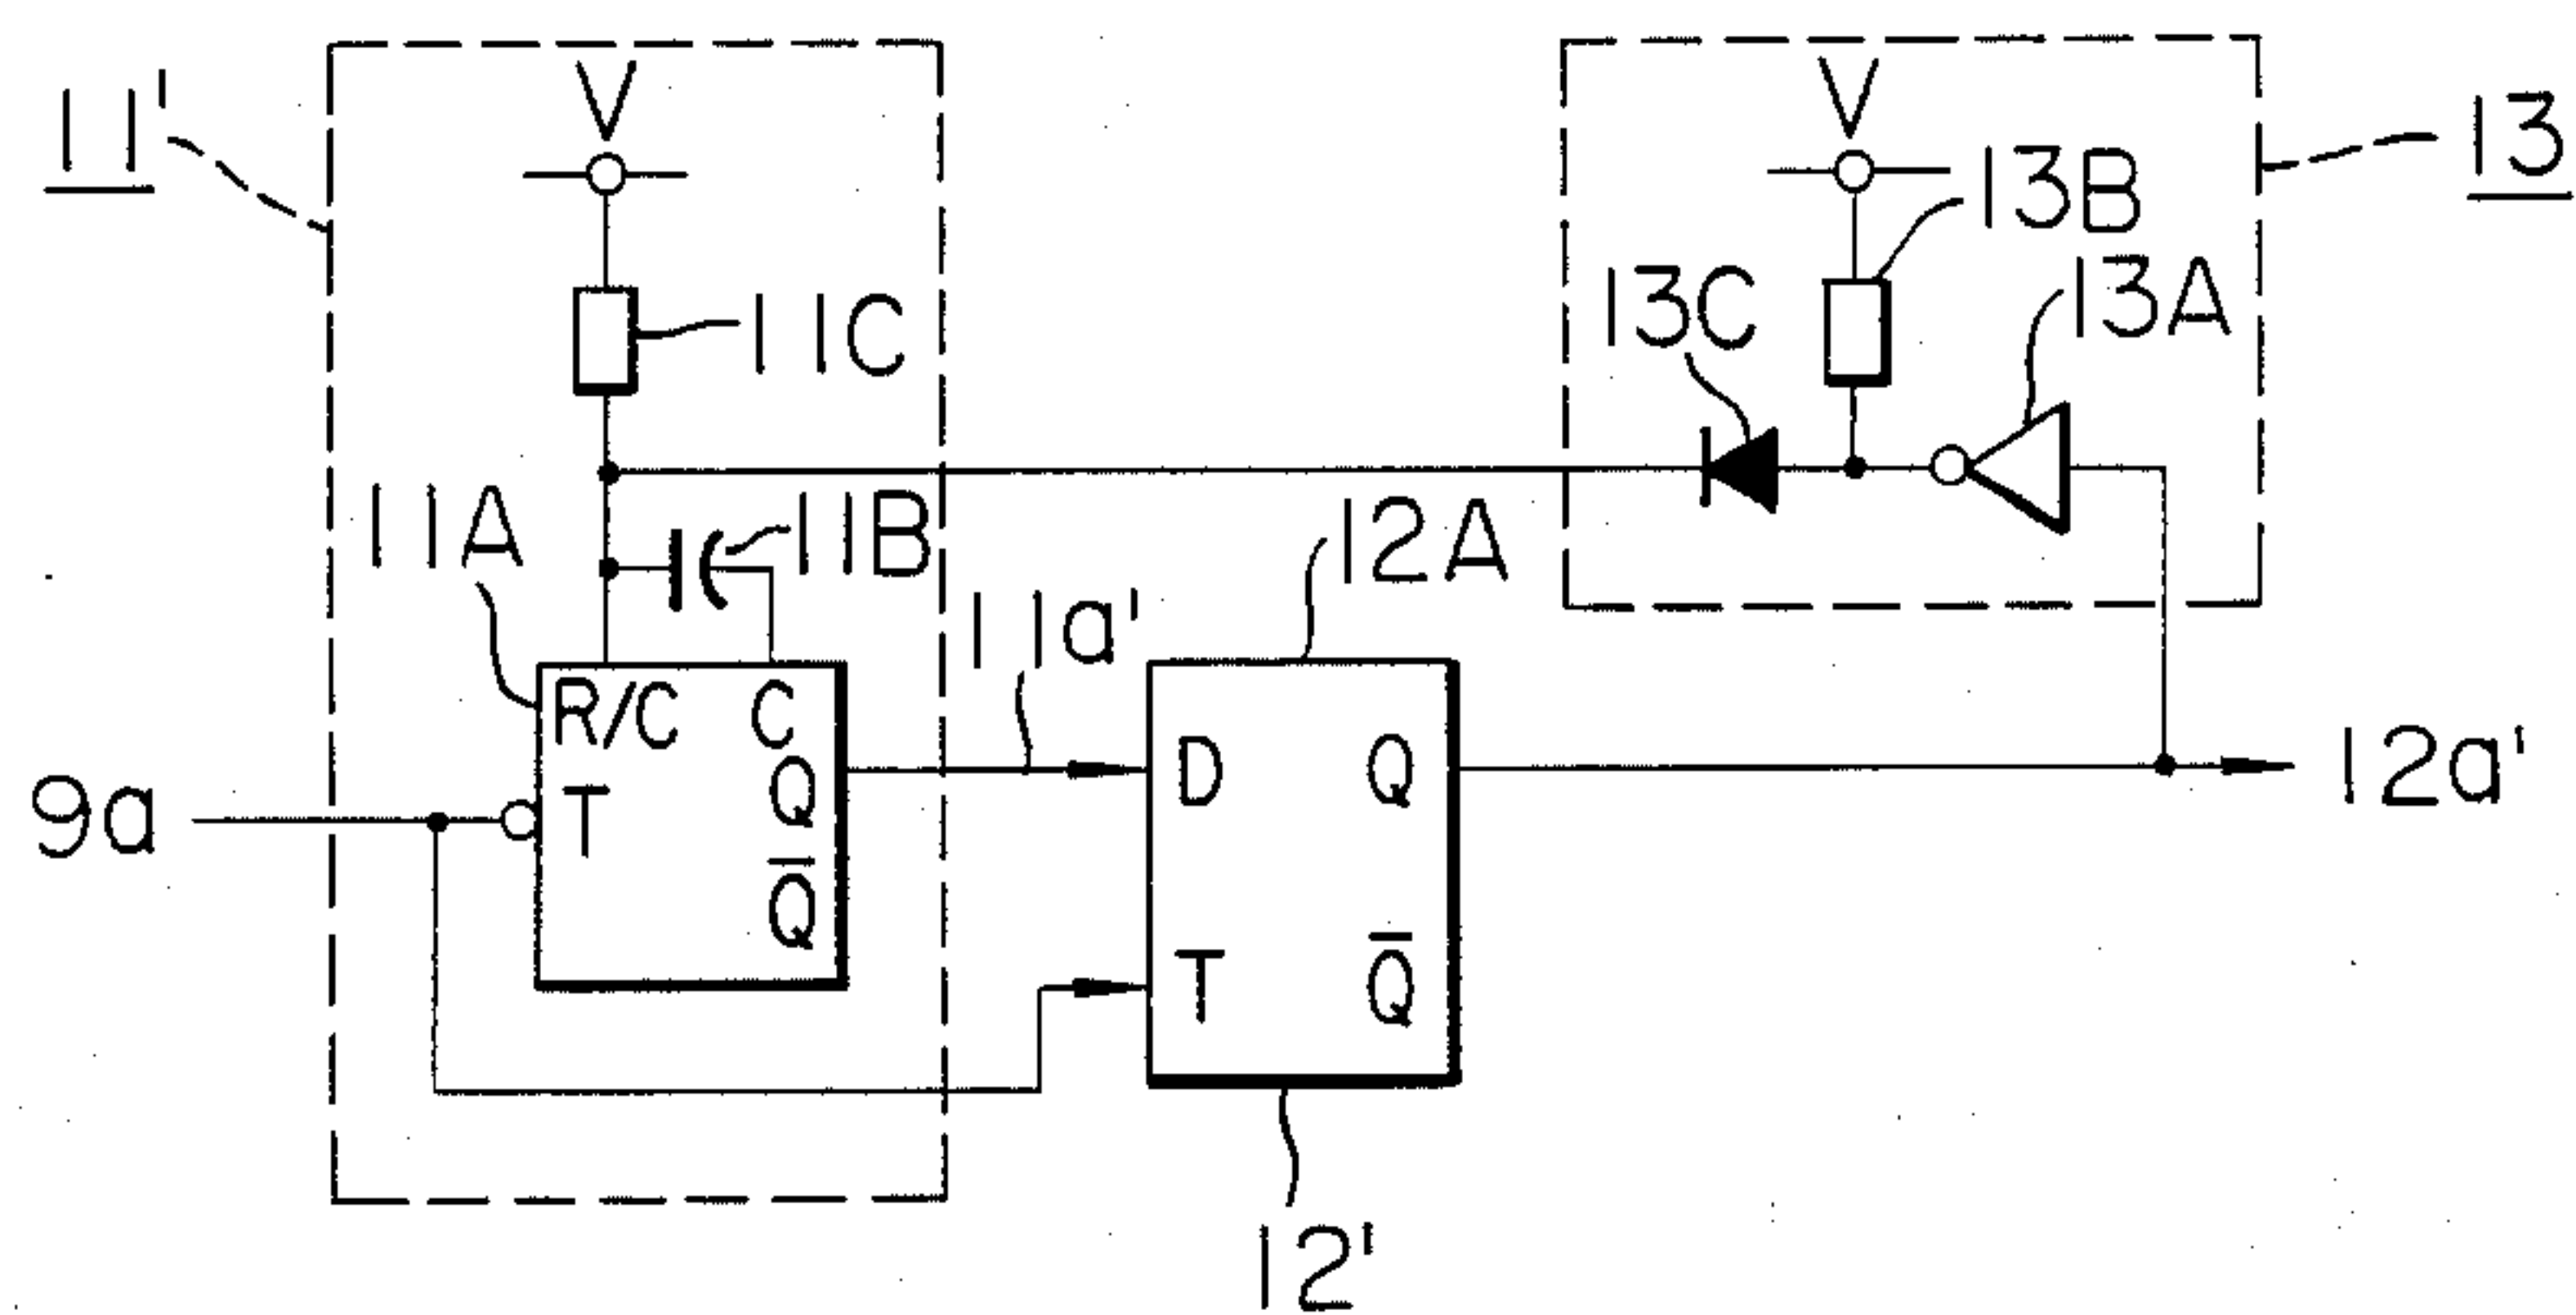 11'
V
V
13
13B
11C
13C
13A
11A
11B
12A
11a'
R/C C
T Q
Q̅
D Q
T Q̅
9a
12a'
12'